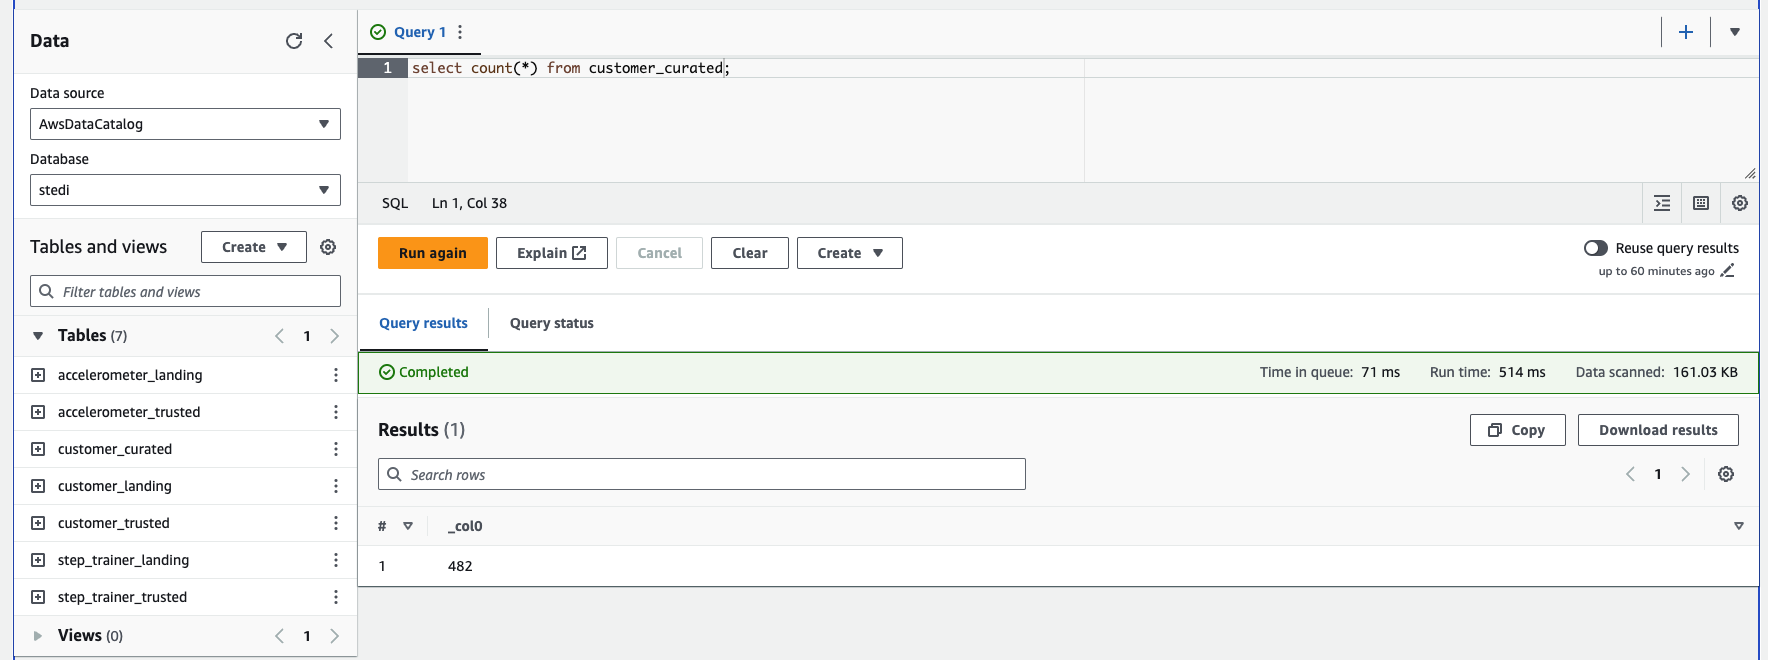 Data
Data source
AwsDataCatalog
Database
stedi
Tables and views
Create
Filter tables and views
Tables (7)
1
accelerometer_landing
accelerometer_trusted
customer_curated
customer_landing
customer_trusted
step_trainer_landing
step_trainer_trusted
Views (0)
1
Query 1
1 select count(*) from customer_curated;
SQL Ln 1, Col 38
Run again Explain Cancel Clear Create
Reuse query results
up to 60 minutes ago
Query results Query status
Completed Time in queue: 71 ms Run time: 514 ms Data scanned: 161.03 KB
Results (1) Copy Download results
Search rows 1
# _col0
1 482